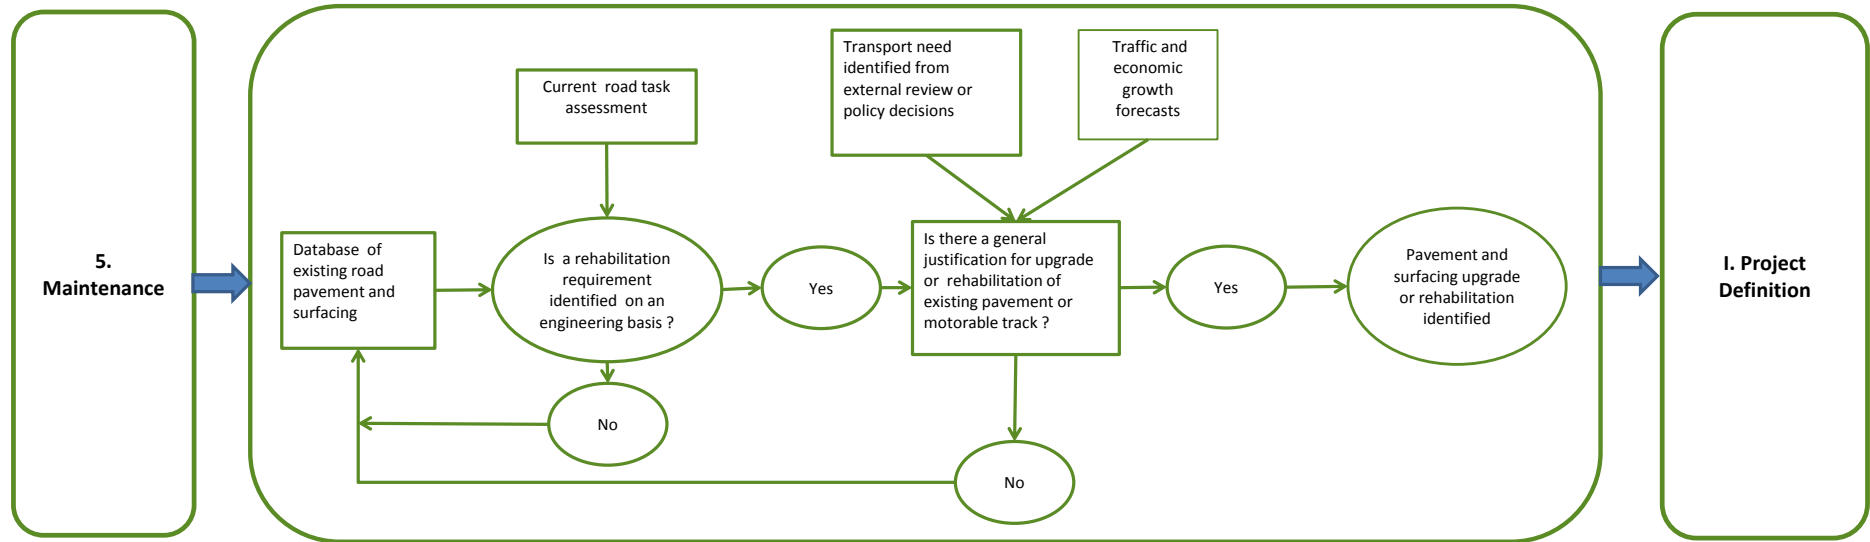 5.
Maintenance
Current road task
assessment
Transport need
identified from
external review or
policy decisions
Traffic and
economic
growth
forecasts
Database of
existing road
pavement and
surfacing
Is a rehabilitation
requirement
identified on an
engineering basis ?
Yes
Is there a general
justification for upgrade
or rehabilitation of
existing pavement or
motorable track ?
Yes
Pavement and
surfacing upgrade
or rehabilitation
identified
No
No
I. Project
Definition